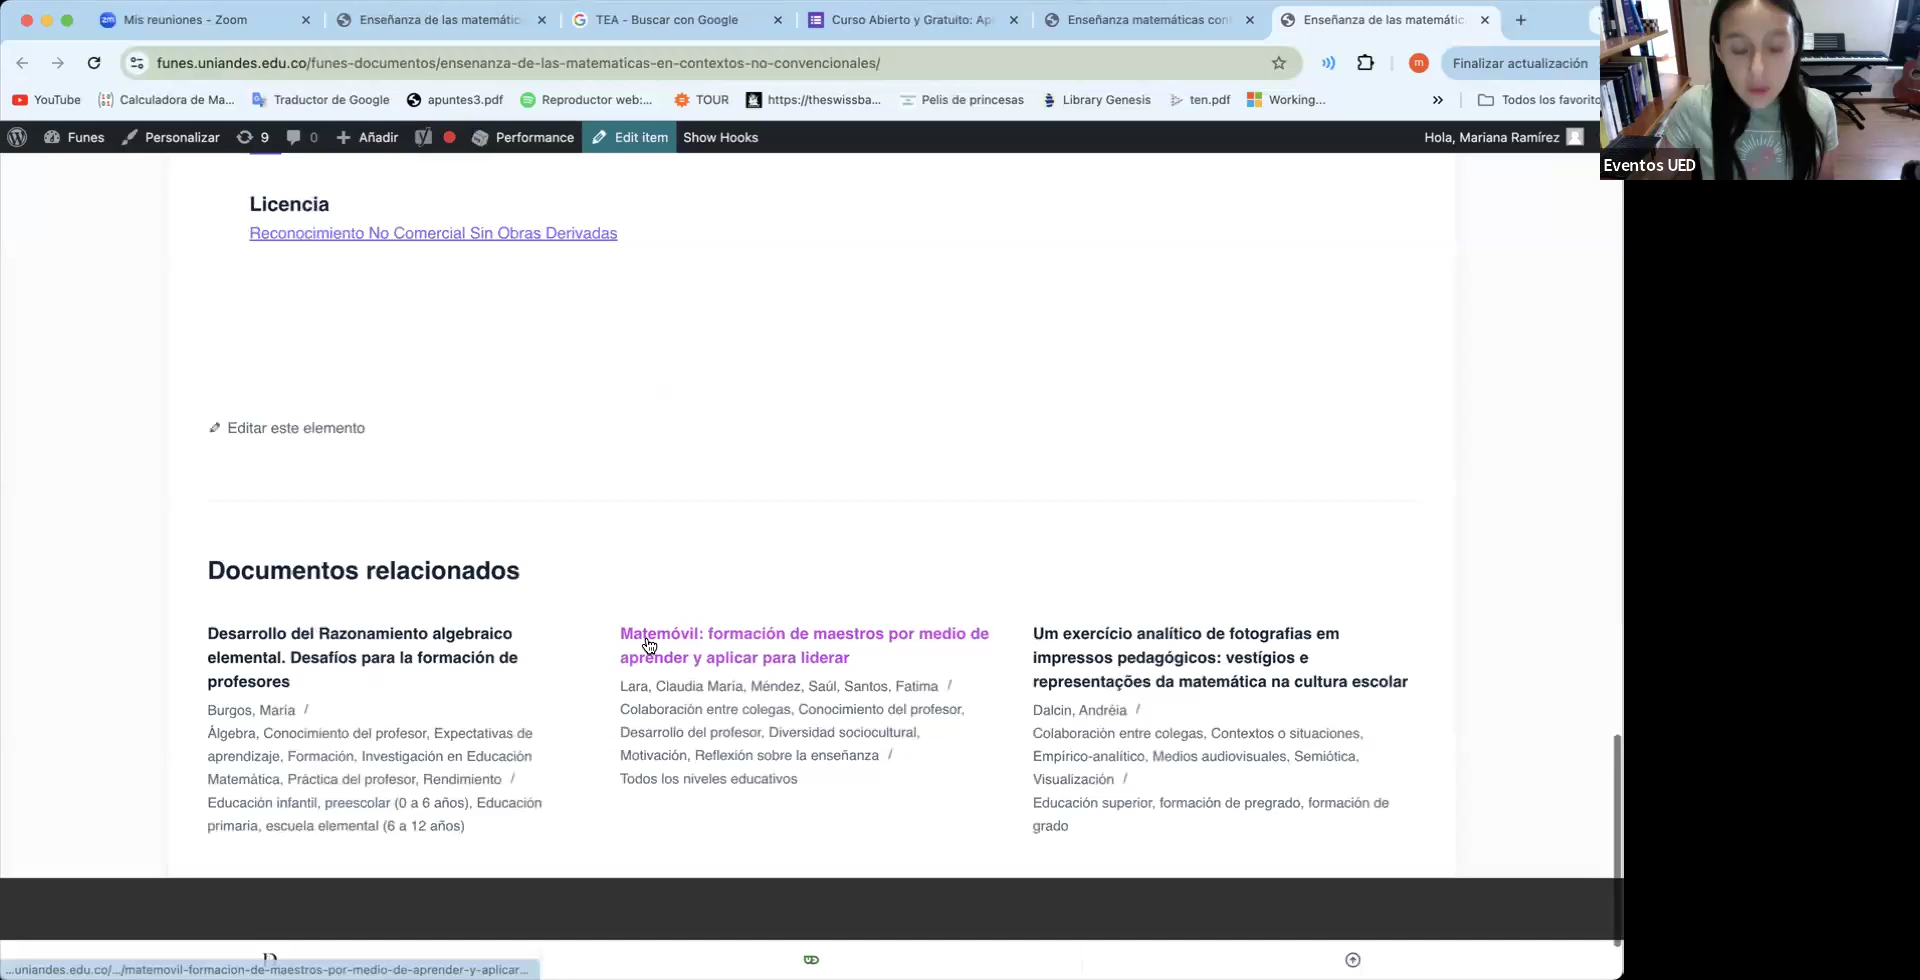 Mis reuniones - Zoom
Enseñanza de las matemátic
TEA - Buscar con Google
Curso Abierto y Gratuito: Ap
Enseñanza matemáticas con
Enseñanza de las matemátic
funes.uniandes.edu.co/funes-documentos/ensenanza-de-las-matematicas-en-contextos-no-convencionales/
m
Finalizar actualización
YouTube
Calculadora de Ma...
Traductor de Google
apuntes3.pdf
Reproductor web:...
TOUR
https://theswissba...
Pelis de princesas
Library Genesis
ten.pdf
Working...
Todos los favorito
Funes
Personalizar
9
0
Añadir
Performance
Edit item
Show Hooks
Hola, Mariana Ramírez
Eventos UED
Licencia
Reconocimiento No Comercial Sin Obras Derivadas
Editar este elemento
Documentos relacionados
Desarrollo del Razonamiento algebraico
elemental. Desafíos para la formación de
profesores
Burgos, María /
Álgebra, Conocimiento del profesor, Expectativas de
aprendizaje, Formación, Investigación en Educación
Matemática, Práctica del profesor, Rendimiento /
Educación infantil, preescolar (0 a 6 años), Educación
primaria, escuela elemental (6 a 12 años)
Matemóvil: formación de maestros por medio de
aprender y aplicar para liderar
Lara, Claudia María, Méndez, Saúl, Santos, Fatima /
Colaboración entre colegas, Conocimiento del profesor,
Desarrollo del profesor, Diversidad sociocultural,
Motivación, Reflexión sobre la enseñanza /
Todos los niveles educativos
Um exercício analítico de fotografias em
impressos pedagógicos: vestígios e
representações da matemática na cultura escolar
Dalcin, Andréia /
Colaboración entre colegas, Contextos o situaciones,
Empírico-analítico, Medios audiovisuales, Semiótica,
Visualización /
Educación superior, formación de pregrado, formación de
grado
...uniandes.edu.co/.../matemovil-formacion-de-maestros-por-medio-de-aprender-y-aplicar...